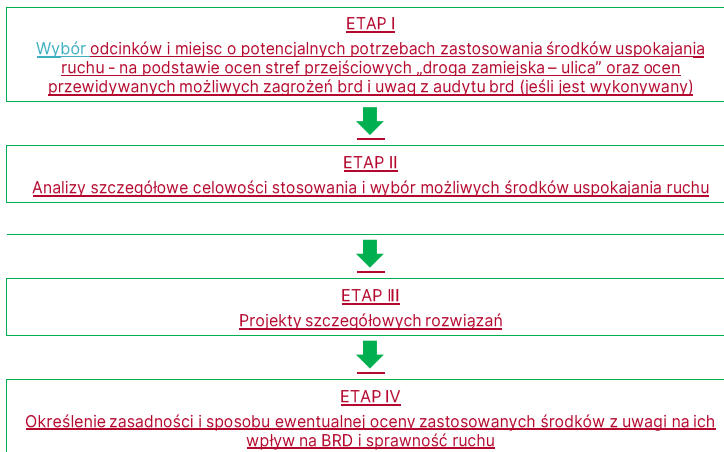 ETAP I
Wybór odcinków i miejsc o potencjalnych potrzebach zastosowania środków uspokajania
ruchu - na podstawie ocen stref przejściowych „droga zamiejska – ulica” oraz ocen
przewidywanych możliwych zagrożeń brd i uwag z audytu brd (jeśli jest wykonywany)
ETAP II
Analizy szczegółowe celowości stosowania i wybór możliwych środków uspokajania ruchu
ETAP III
Projekty szczegółowych rozwiązań
ETAP IV
Określenie zasadności i sposobu ewentualnej oceny zastosowanych środków z uwagi na ich
wpływ na BRD i sprawność ruchu